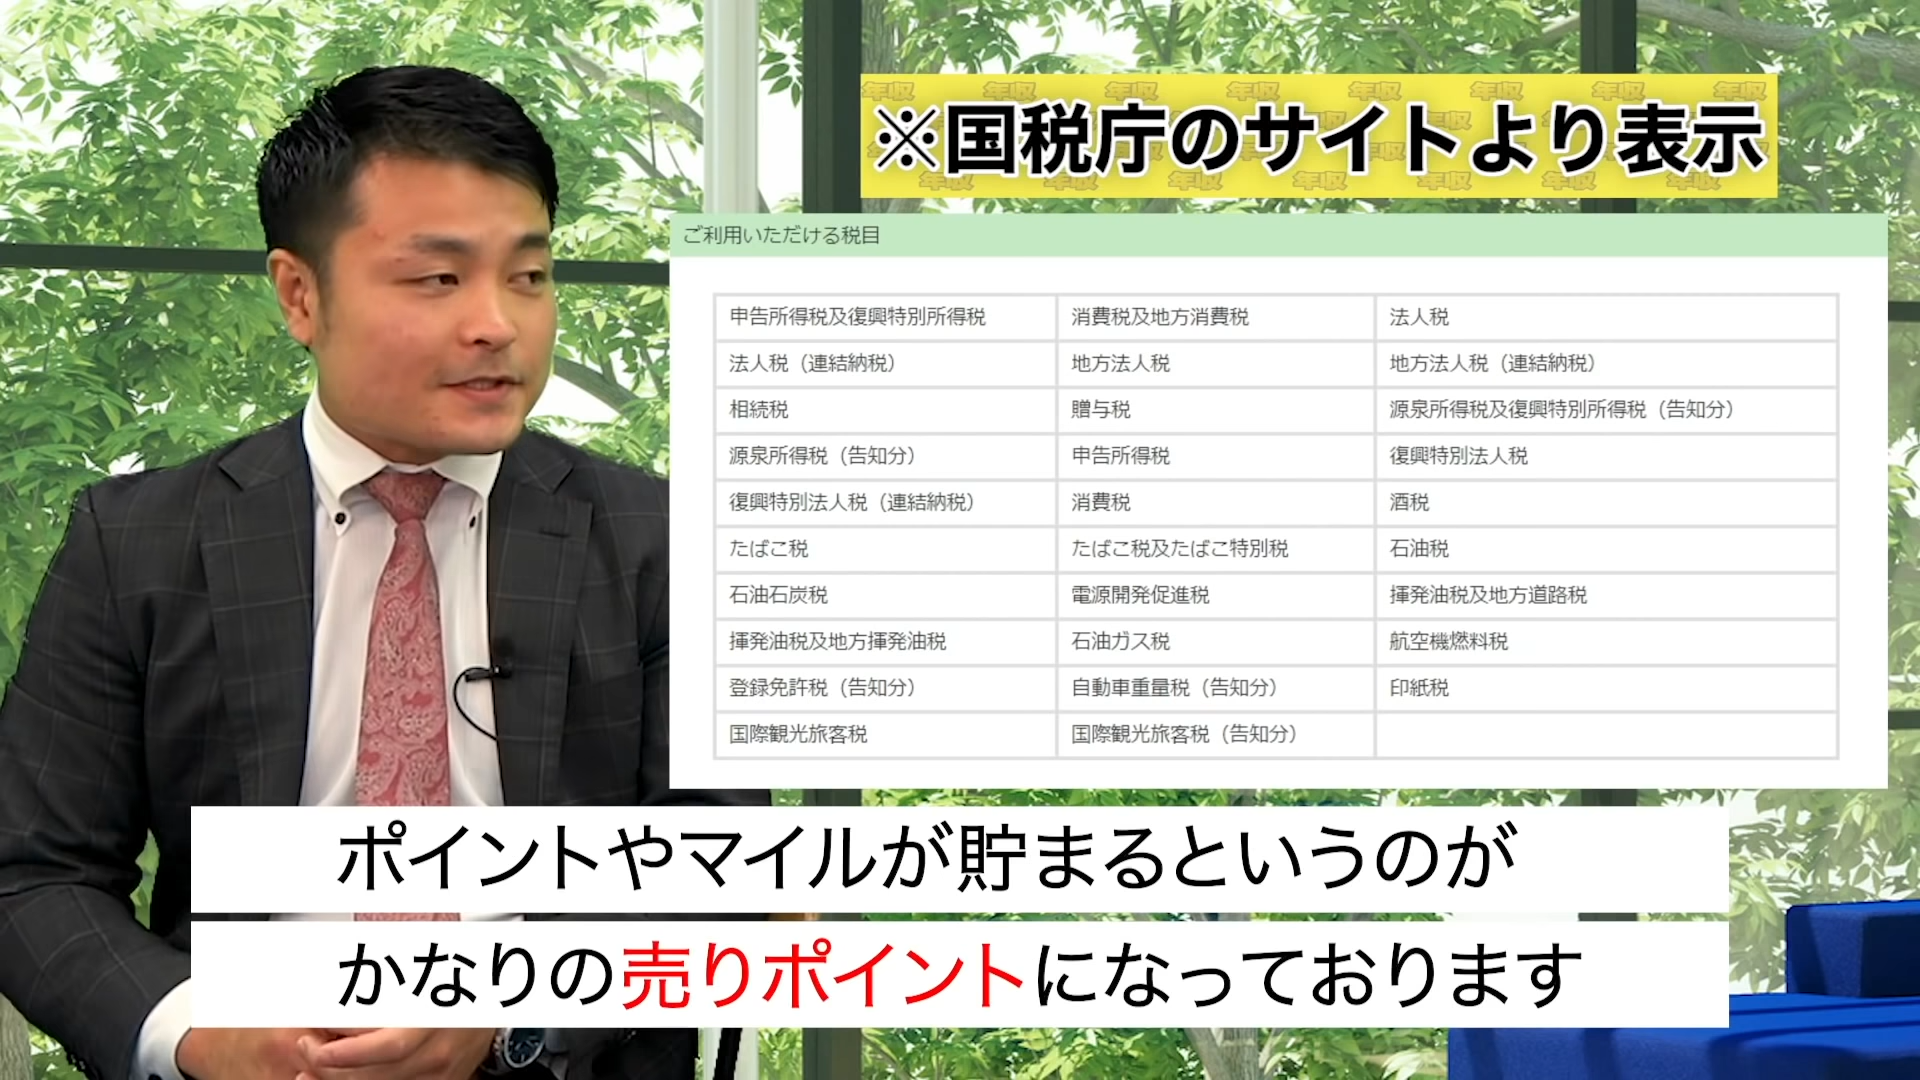 ※国税庁のサイトより表示
ご利用いただける税目
申告所得税及復興特別所得税 消費税及地方消費税 法人税
法人税（連結納税） 地方法人税 地方法人税（連結納税）
相続税 贈与税 源泉所得税及復興特別所得税（告知分）
源泉所得税（告知分） 申告所得税 復興特別法人税
復興特別法人税（連結納税） 消費税 酒税
たばこ税 たばこ税及たばこ特別税 石油税
石油石炭税 電源開発促進税 揮発油税及地方道路税
揮発油税及地方揮発油税 石油ガス税 航空機燃料税
登録免許税（告知分） 自動車重量税（告知分） 印紙税
国際観光旅客税 国際観光旅客税（告知分）
ポイントやマイルが貯まるというのが
かなりの売りポイントになっております